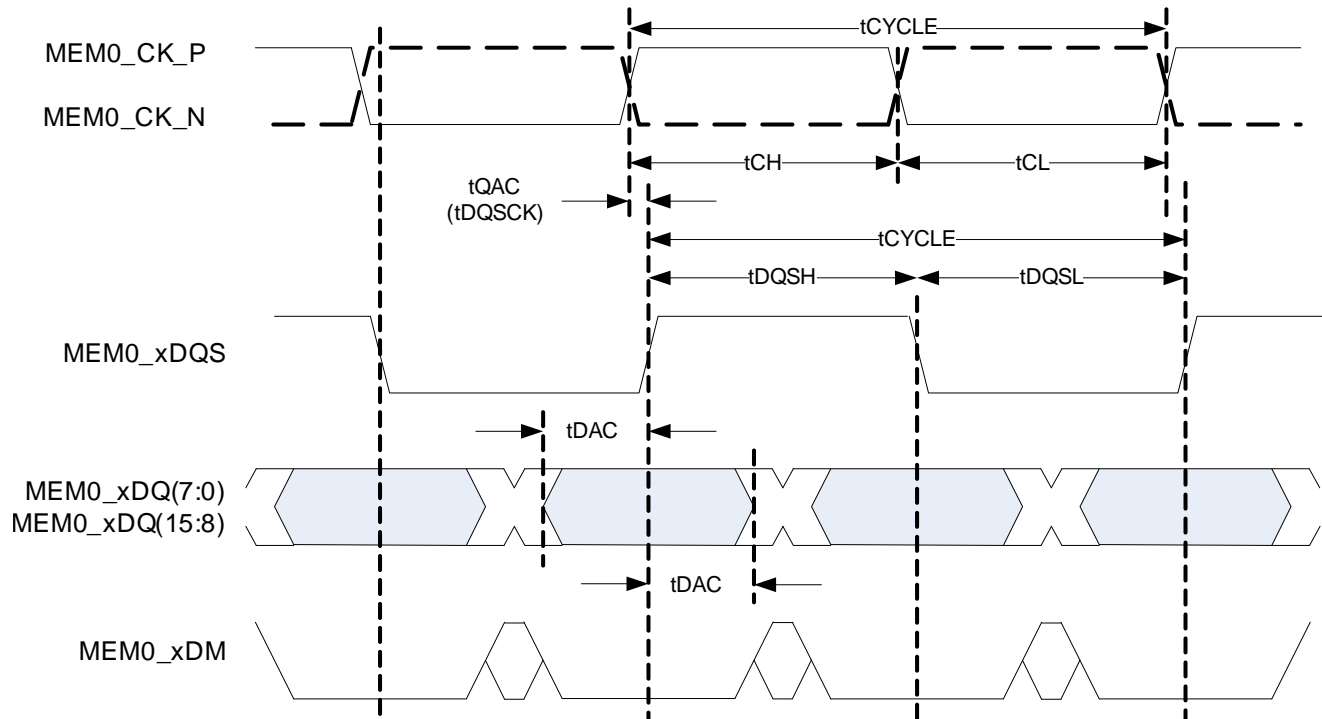 tCYCLE
MEM0_CK_P
MEM0_CK_N
tCH
tCL
tQAC
(tDQSCK)
tCYCLE
tDQSH
tDQSL
MEM0_xDQS
tDAC
MEM0_xDQ(7:0)
MEM0_xDQ(15:8)
tDAC
MEM0_xDM